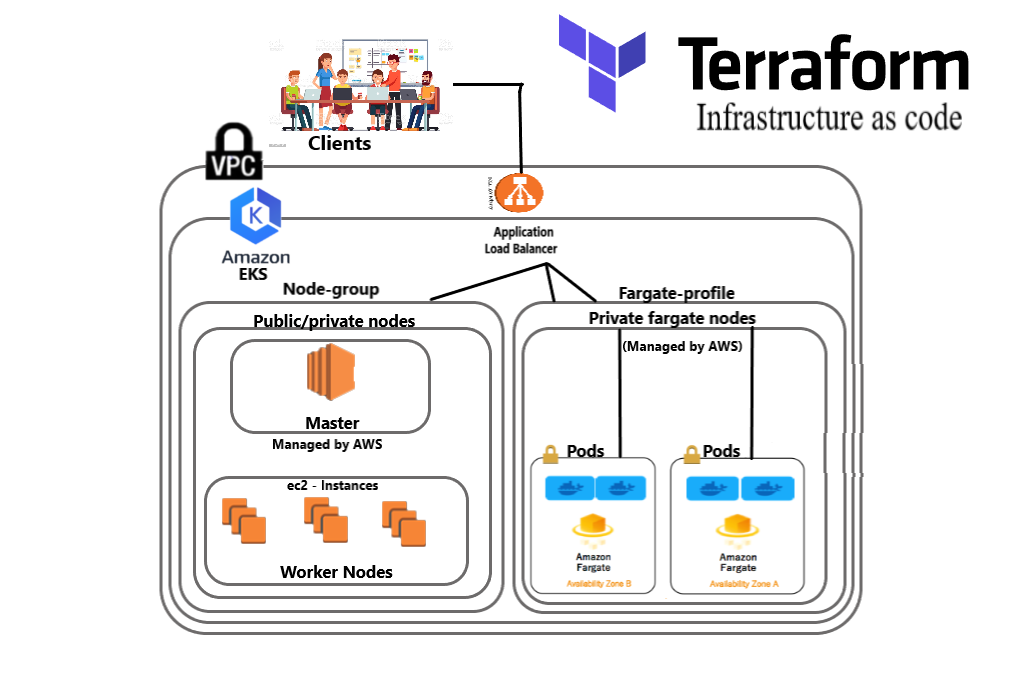 Terraform
Infrastructure as code
Clients
VPC
Application
Load Balancer
Amazon
EKS
Node-group
Fargate-profile
Public/private nodes
Private fargate nodes
(Managed by AWS)
Master
Managed by AWS
ec2 - Instances
Worker Nodes
Pods
Amazon
Fargate
Availability Zone B
Pods
Amazon
Fargate
Availability Zone A